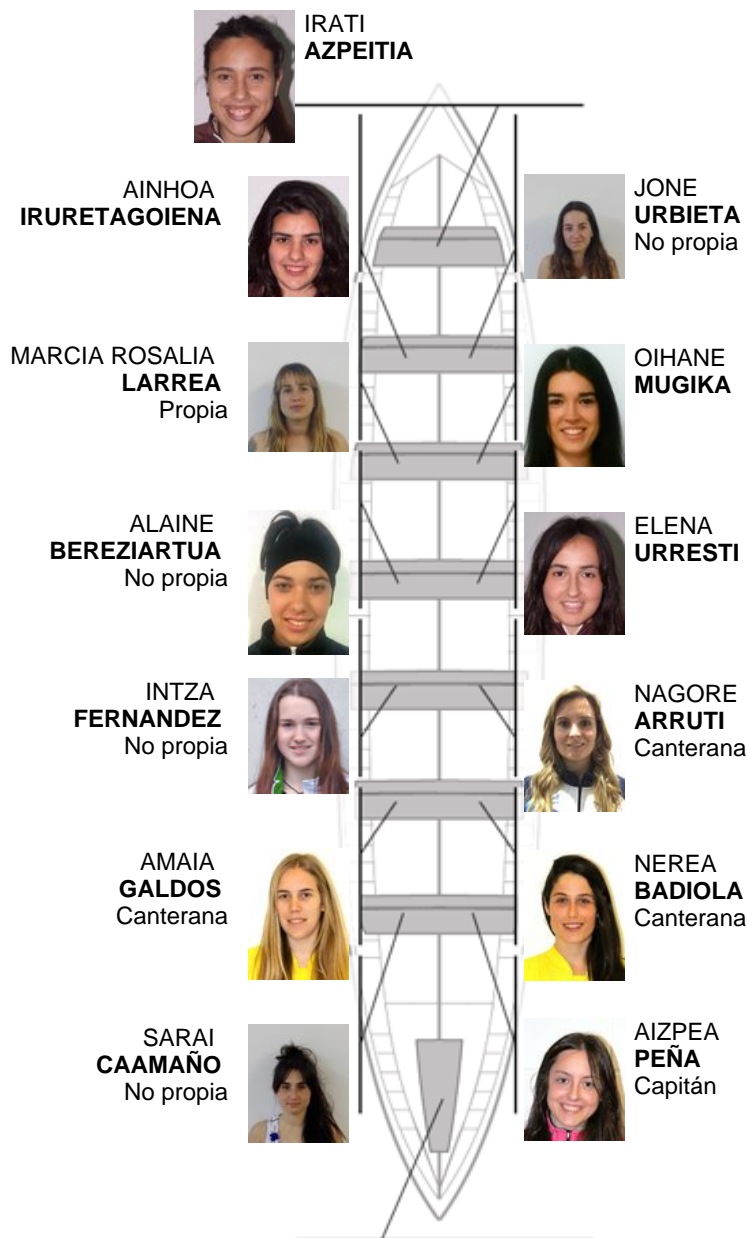 IRATI
AZPEITIA
AINHOA
IRURETAGOIENA
JONE
URBIETA
No propia
MARCIA ROSALIA
LARREA
Propia
OIHANE
MUGIKA
ALAINE
BEREZIARTUA
No propia
ELENA
URRESTI
INTZA
FERNANDEZ
No propia
NAGORE
ARRUTI
Canterana
AMAIA
GALDOS
Canterana
NEREA
BADIOLA
Canterana
SARAI
CAAMAÑO
No propia
AIZPEA
PEÑA
Capitán